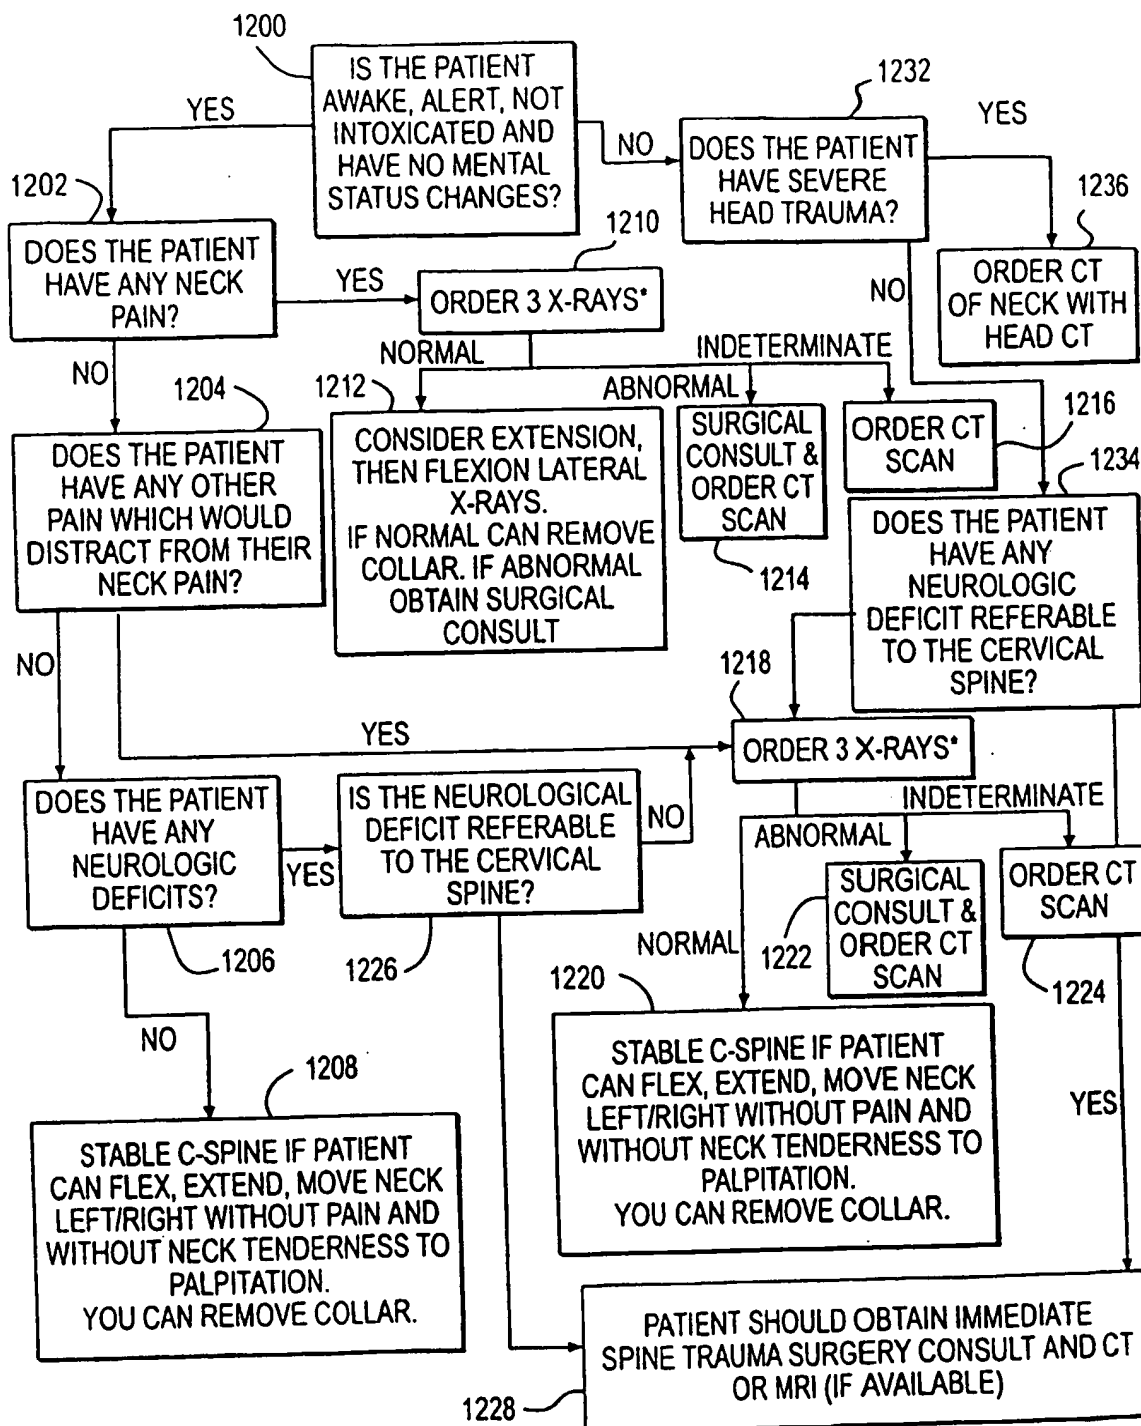 1200
IS THE PATIENT
AWAKE, ALERT, NOT
INTOXICATED AND
HAVE NO MENTAL
STATUS CHANGES?
YES
NO
1232
DOES THE PATIENT
HAVE SEVERE
HEAD TRAUMA?
YES
NO
1236
ORDER CT
OF NECK WITH
HEAD CT
1202
DOES THE PATIENT
HAVE ANY NECK
PAIN?
YES
NO
1210
ORDER 3 X-RAYS*
NORMAL
ABNORMAL
INDETERMINATE
1212
CONSIDER EXTENSION,
THEN FLEXION LATERAL
X-RAYS.
IF NORMAL CAN REMOVE
COLLAR. IF ABNORMAL
OBTAIN SURGICAL
CONSULT
SURGICAL
CONSULT &
ORDER CT
SCAN
1214
ORDER CT
SCAN
1216
1204
DOES THE PATIENT
HAVE ANY OTHER
PAIN WHICH WOULD
DISTRACT FROM THEIR
NECK PAIN?
NO
YES
1234
DOES THE PATIENT
HAVE ANY
NEUROLOGIC
DEFICIT REFERABLE
TO THE CERVICAL
SPINE?
1218
ORDER 3 X-RAYS*
DOES THE PATIENT
HAVE ANY
NEUROLOGIC
DEFICITS?
1206
YES
NO
IS THE NEUROLOGICAL
DEFICIT REFERABLE
TO THE CERVICAL
SPINE?
1226
NO
INDETERMINATE
ABNORMAL
NORMAL
SURGICAL
CONSULT &
ORDER CT
SCAN
1222
ORDER CT
SCAN
1224
1220
STABLE C-SPINE IF PATIENT
CAN FLEX, EXTEND, MOVE NECK
LEFT/RIGHT WITHOUT PAIN AND
WITHOUT NECK TENDERNESS TO
PALPITATION.
YOU CAN REMOVE COLLAR.
YES
1208
STABLE C-SPINE IF PATIENT
CAN FLEX, EXTEND, MOVE NECK
LEFT/RIGHT WITHOUT PAIN AND
WITHOUT NECK TENDERNESS TO
PALPITATION.
YOU CAN REMOVE COLLAR.
PATIENT SHOULD OBTAIN IMMEDIATE
SPINE TRAUMA SURGERY CONSULT AND CT
OR MRI (IF AVAILABLE)
1228